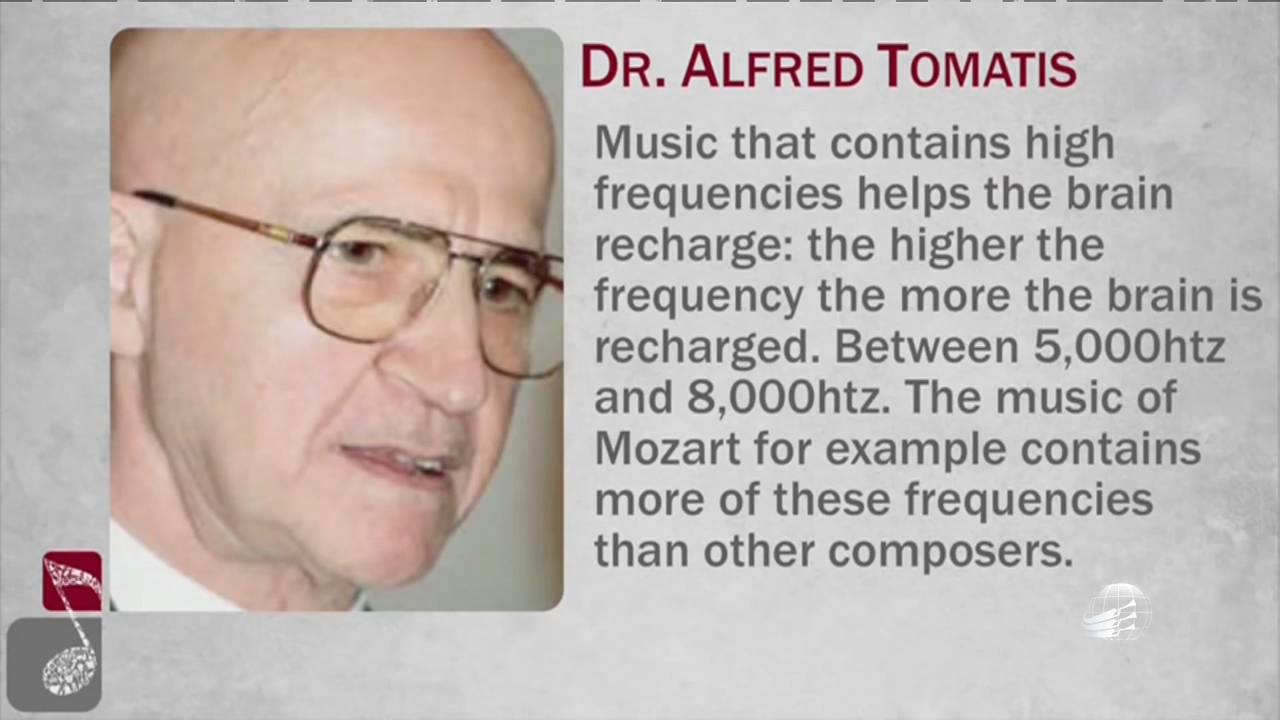 DR. ALFRED TOMATIS
Music that contains high
frequencies helps the brain
recharge: the higher the
frequency the more the brain is
recharged. Between 5,000htz
and 8,000htz. The music of
Mozart for example contains
more of these frequencies
than other composers.